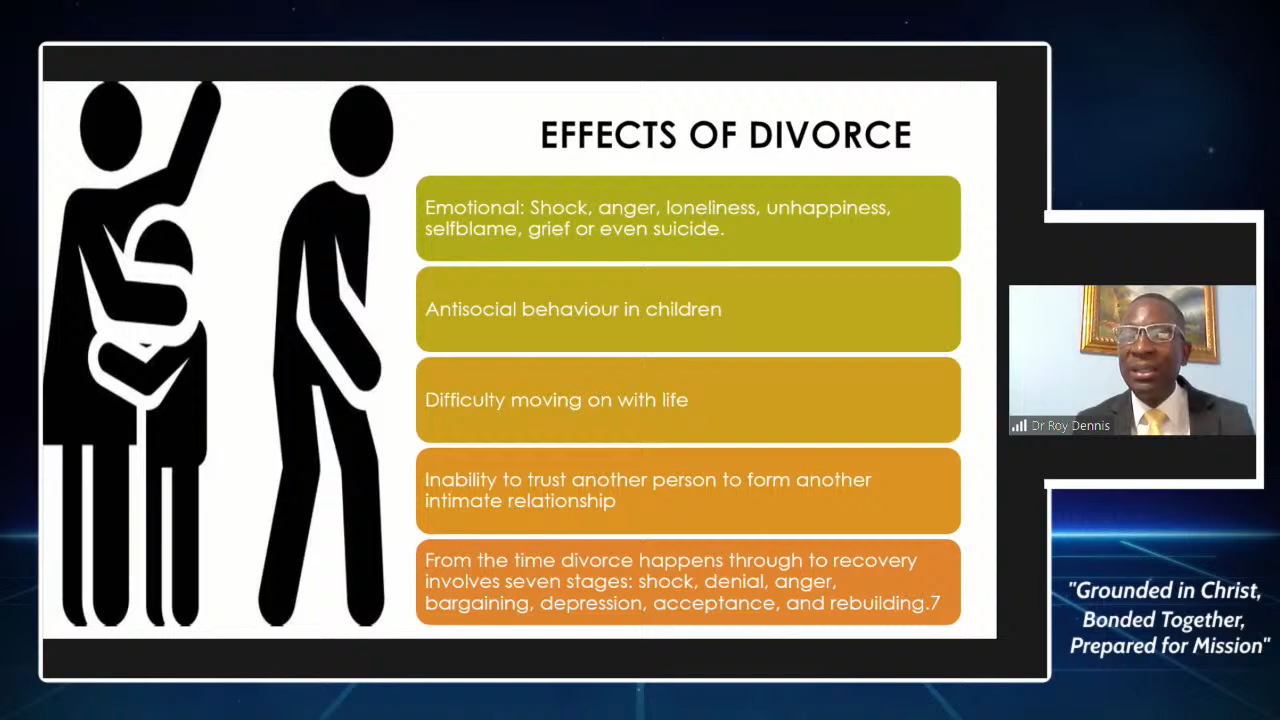 EFFECTS OF DIVORCE
Emotional: Shock, anger, loneliness, unhappiness,
selfblame, grief or even suicide.
Antisocial behaviour in children
Difficulty moving on with life
Inability to trust another person to form another
intimate relationship
From the time divorce happens through to recovery
involves seven stages: shock, denial, anger,
bargaining, depression, acceptance, and rebuilding.7
Dr Roy Dennis
"Grounded in Christ,
Bonded Together,
Prepared for Mission"